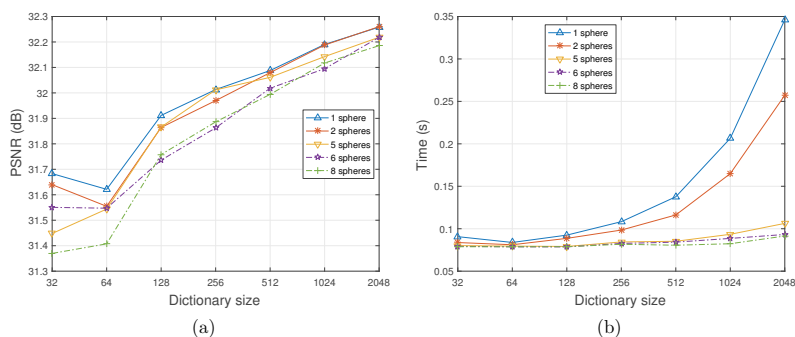 32.3
32.2
32.1
32
31.9
31.8
31.7
31.6
31.5
31.4
31.3
PSNR (dB)
32 64 128 256 512 1024 2048
Dictionary size
1 sphere
2 spheres
5 spheres
6 spheres
8 spheres
(a)
0.35
0.3
0.25
0.2
0.15
0.1
0.05
Time (s)
32 64 128 256 512 1024 2048
Dictionary size
1 sphere
2 spheres
5 spheres
6 spheres
8 spheres
(b)